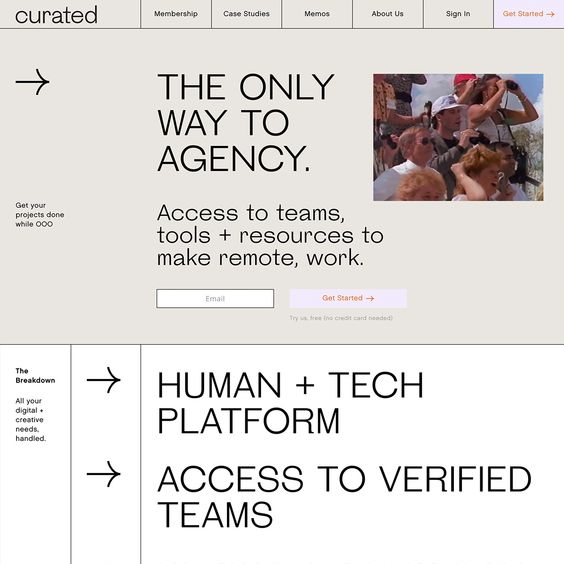 curated
Membership
Case Studies
Memos
About Us
Sign In
Get Started →
THE ONLY
WAY TO
AGENCY.
Get your
projects done
while OOO
Access to teams,
tools + resources to
make remote, work.
Email
Get Started →
Try us, free (no credit card needed)
The
Breakdown
All your
digital +
creative
needs,
handled.
HUMAN + TECH
PLATFORM
ACCESS TO VERIFIED
TEAMS